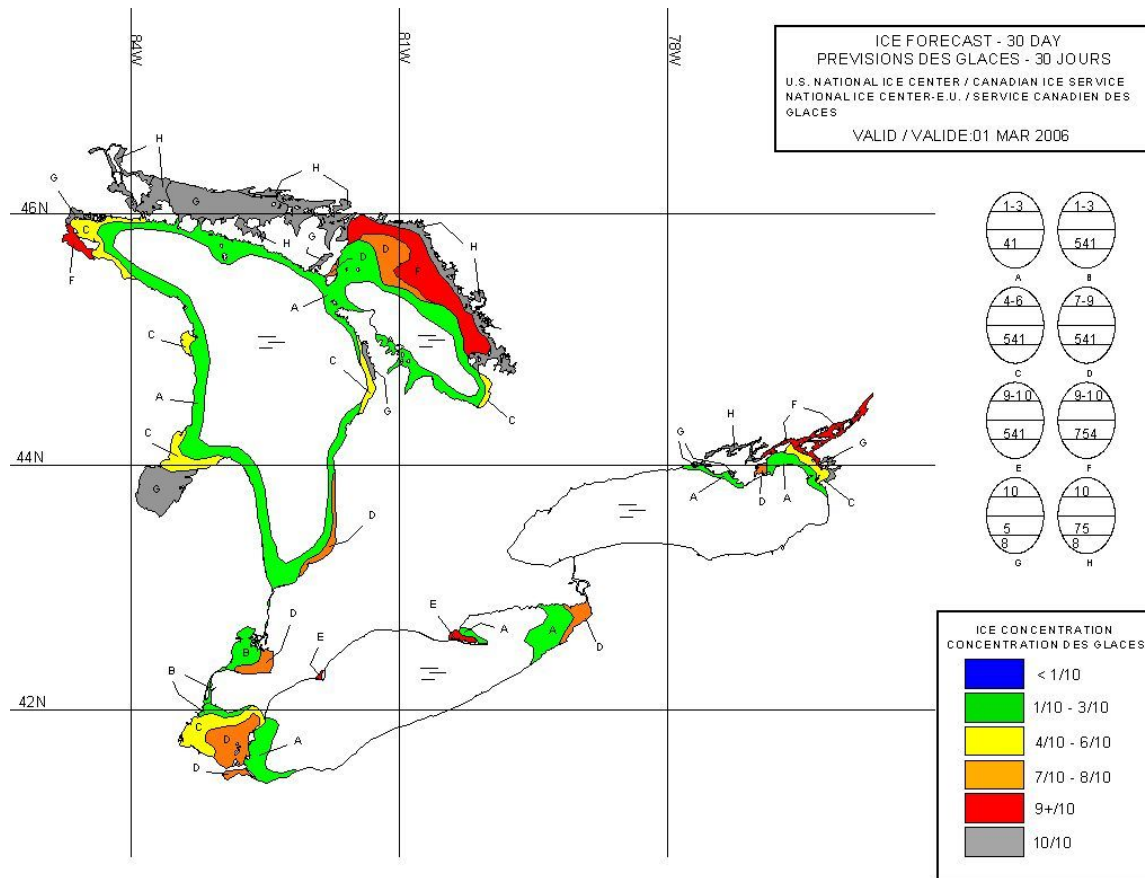 84W
81W
78W
ICE FORECAST - 30 DAY
PREVISIONS DES GLACES - 30 JOURS
U.S. NATIONAL ICE CENTER / CANADIAN ICE SERVICE
NATIONAL ICE CENTER-E.U. / SERVICE CANADIEN DES
GLACES
VALID / VALIDE:01 MAR 2006
H
H
G
G
46N
C
H
G
H
D
D
F
F
H
A
C
C
A
G
C
C
G
44N
H
F
G
G
A
D
A
C
D
E
A
A
D
D
E
B
B
42N
C
D
A
D
1-3
41
A
1-3
541
B
4-6
541
C
7-9
541
D
9-10
541
E
9-10
754
F
10
5
8
G
10
75
8
H
ICE CONCENTRATION
CONCENTRATION DES GLACES
< 1/10
1/10 - 3/10
4/10 - 6/10
7/10 - 8/10
9+/10
10/10